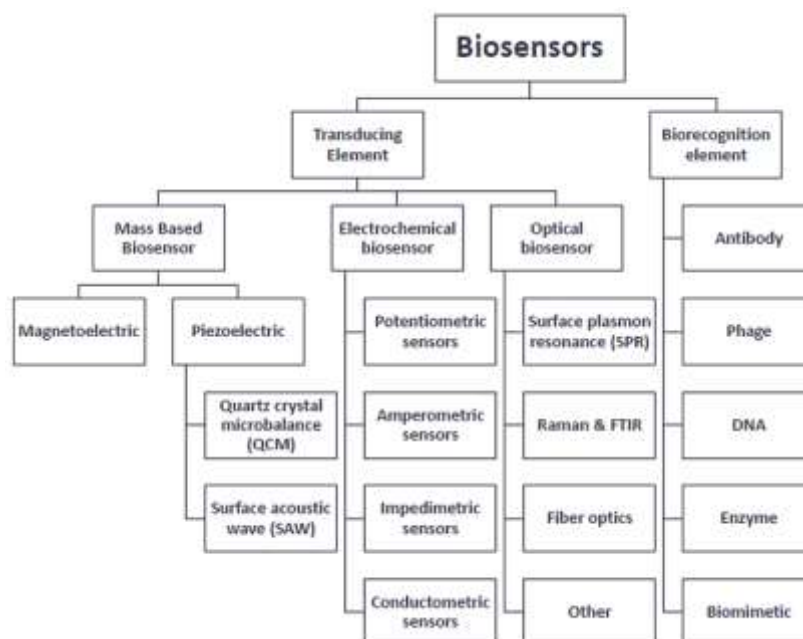 Biosensors
Transducing
Element
Biorecognition
element
Mass Based
Biosensor
Electrochemical
biosensor
Optical
biosensor
Antibody
Magnetoelectric
Piezoelectric
Potentiometric
sensors
Surface plasmon
resonance (SPR)
Phage
Quartz crystal
microbalance
(QCM)
Amperometric
sensors
Raman & FTIR
DNA
Surface acoustic
wave (SAW)
Impedimetric
sensors
Fiber optics
Enzyme
Conductometric
sensors
Other
Biomimetic